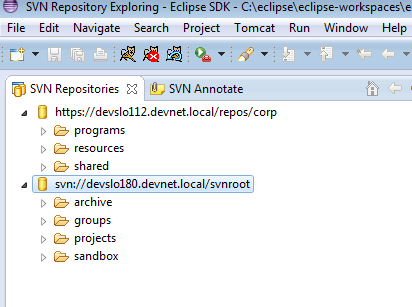 SVN Repository Exploring - Eclipse SDK - C:\eclipse\eclipse-workspaces\e
File Edit Navigate Search Project Tomcat Run Window Help
SVN Repositories SVN Annotate
https://devslo112.devnet.local/repos/corp
programs
resources
shared
svn://devslo180.devnet.local/svnroot
archive
groups
projects
sandbox